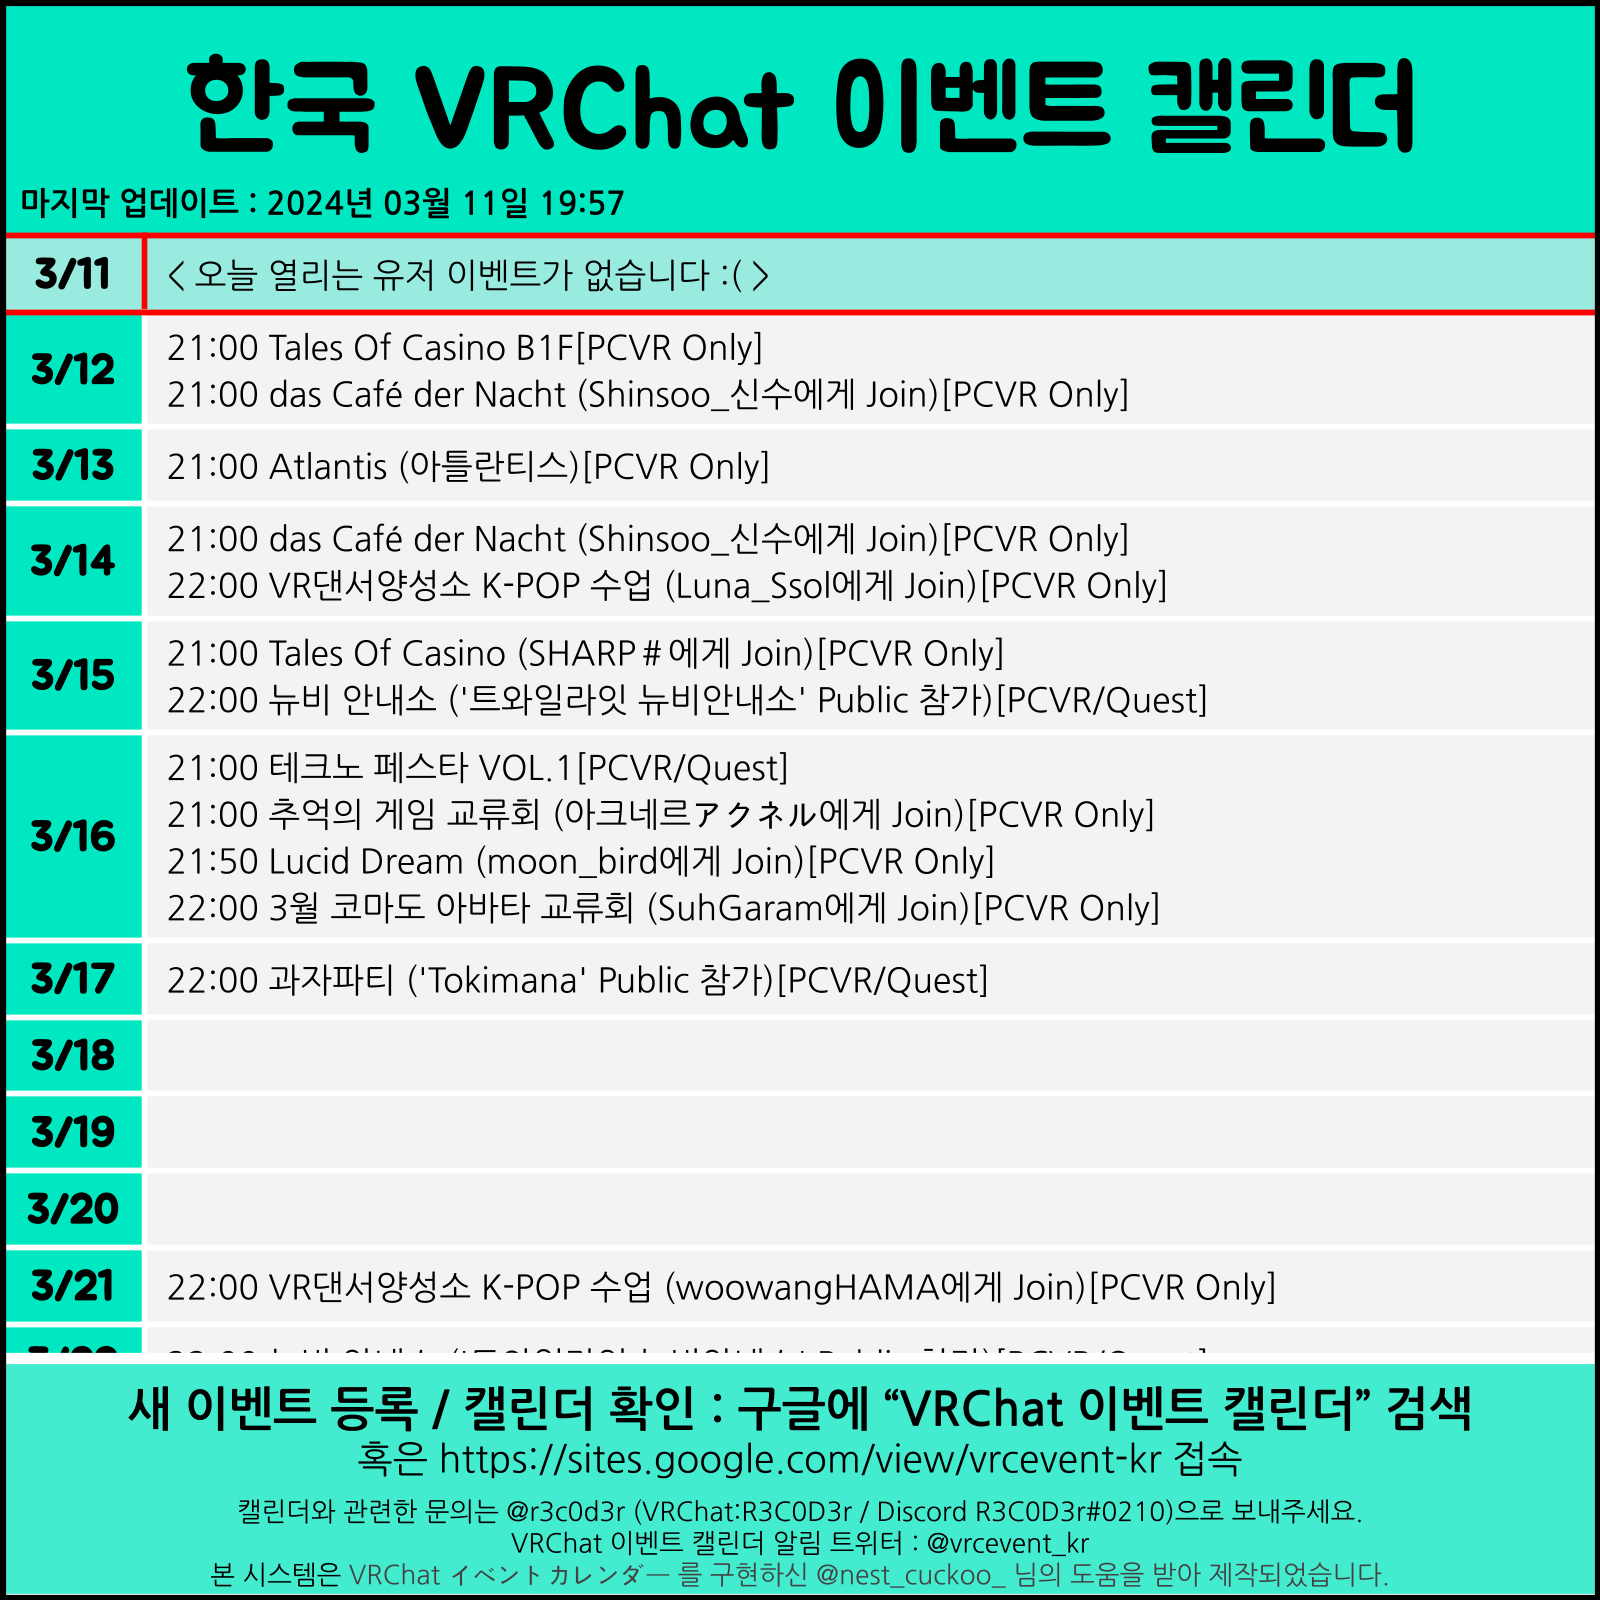 한국 VRChat 이벤트 캘린더
마지막 업데이트 : 2024년 03월 11일 19:57
3/11
< 오늘 열리는 유저 이벤트가 없습니다 :( >
3/12
21:00 Tales Of Casino B1F[PCVR Only]
21:00 das Café der Nacht (Shinsoo_신수에게 Join)[PCVR Only]
3/13
21:00 Atlantis (아틀란티스)[PCVR Only]
3/14
21:00 das Café der Nacht (Shinsoo_신수에게 Join)[PCVR Only]
22:00 VR댄서양성소 K-POP 수업 (Luna_Ssol에게 Join)[PCVR Only]
3/15
21:00 Tales Of Casino (SHARP＃에게 Join)[PCVR Only]
22:00 뉴비 안내소 ('트와일라잇 뉴비안내소' Public 참가)[PCVR/Quest]
3/16
21:00 테크노 페스타 VOL.1[PCVR/Quest]
21:00 추억의 게임 교류회 (아크네르アクネル에게 Join)[PCVR Only]
21:50 Lucid Dream (moon_bird에게 Join)[PCVR Only]
22:00 3월 코마도 아바타 교류회 (SuhGaram에게 Join)[PCVR Only]
3/17
22:00 과자파티 ('Tokimana' Public 참가)[PCVR/Quest]
3/18
3/19
3/20
3/21
22:00 VR댄서양성소 K-POP 수업 (woowangHAMA에게 Join)[PCVR Only]
새 이벤트 등록 / 캘린더 확인 : 구글에 “VRChat 이벤트 캘린더” 검색
혹은 https://sites.google.com/view/vrcevent-kr 접속
캘린더와 관련한 문의는 @r3c0d3r (VRChat:R3C0D3r / Discord R3C0D3r#0210)으로 보내주세요.
VRChat 이벤트 캘린더 알림 트위터 : @vrcevent_kr
본 시스템은 VRChat イベントカレンダー 를 구현하신 @nest_cuckoo_ 님의 도움을 받아 제작되었습니다.